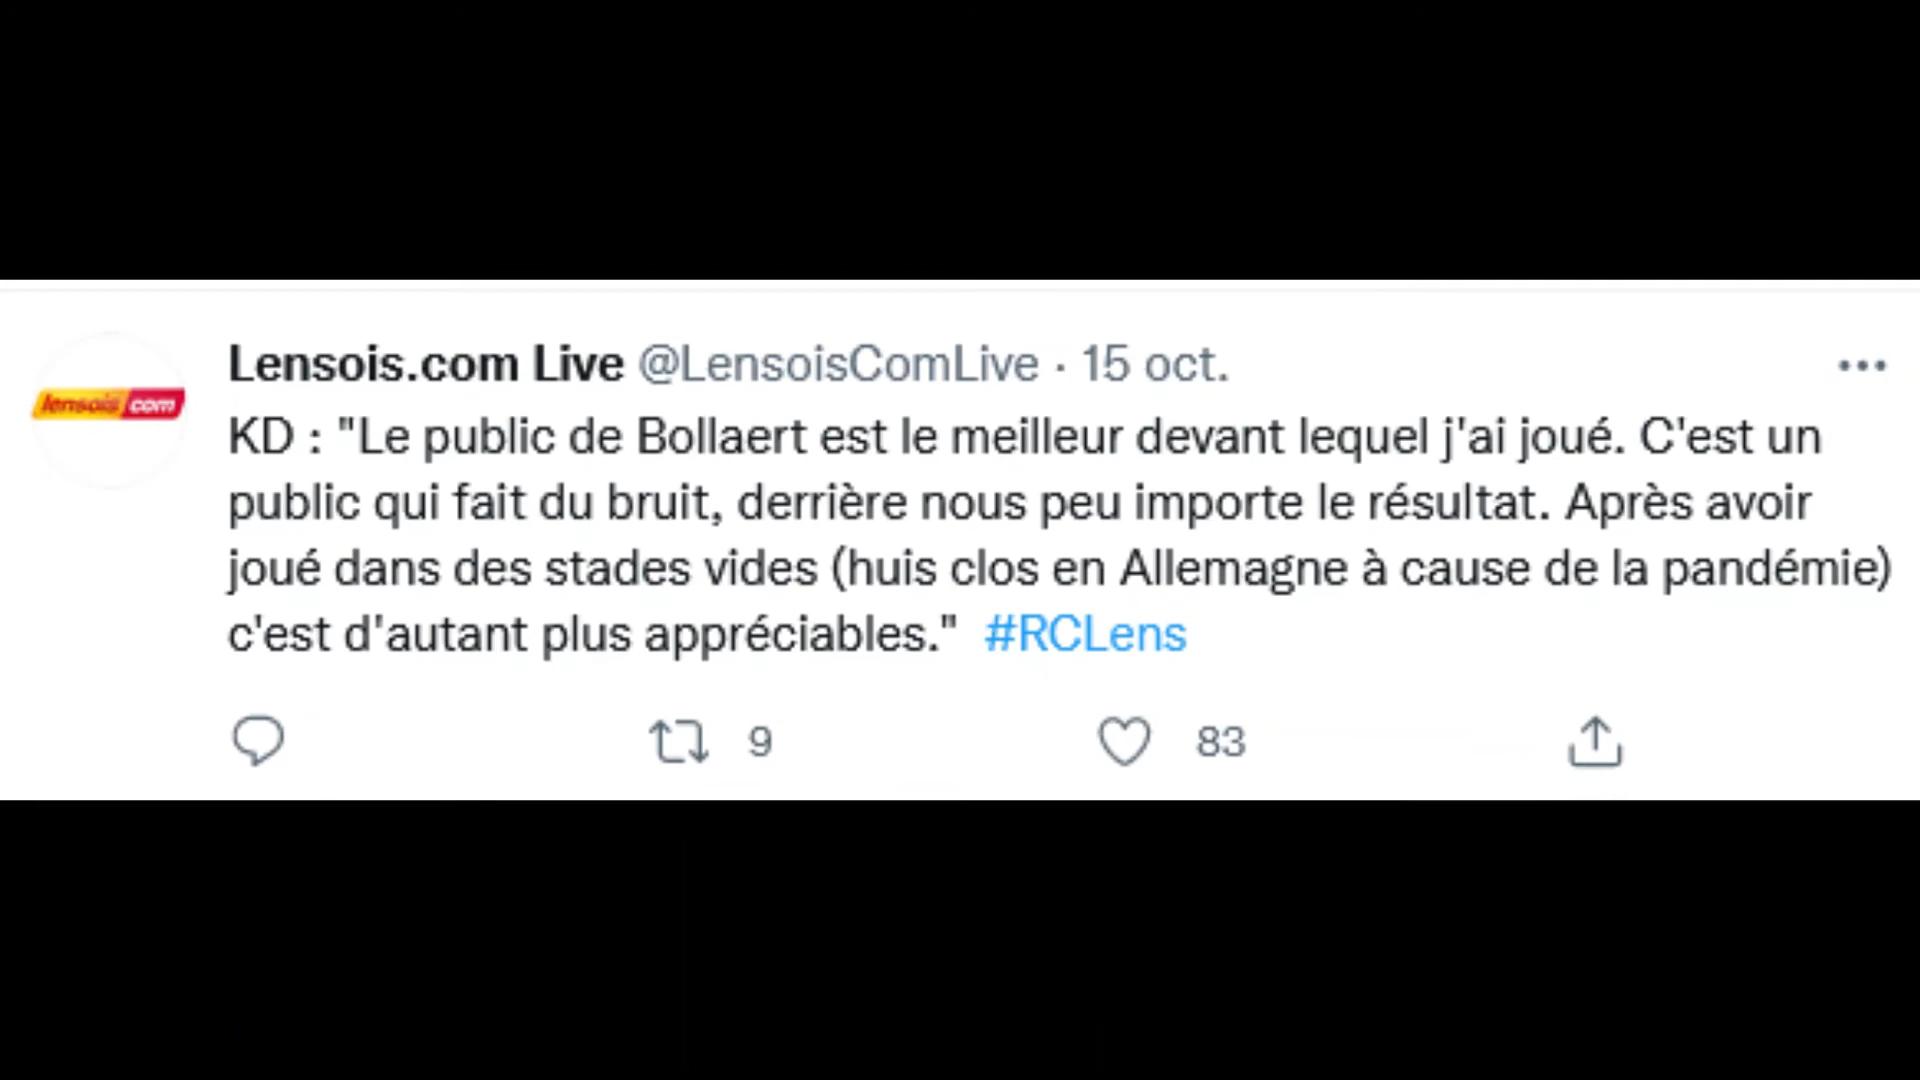 Lensois.com Live @LensoisComLive · 15 oct.
lensois com
KD : "Le public de Bollaert est le meilleur devant lequel j'ai joué. C'est un
public qui fait du bruit, derrière nous peu importe le résultat. Après avoir
joué dans des stades vides (huis clos en Allemagne à cause de la pandémie)
c'est d'autant plus appréciables." #RCLens
9 83